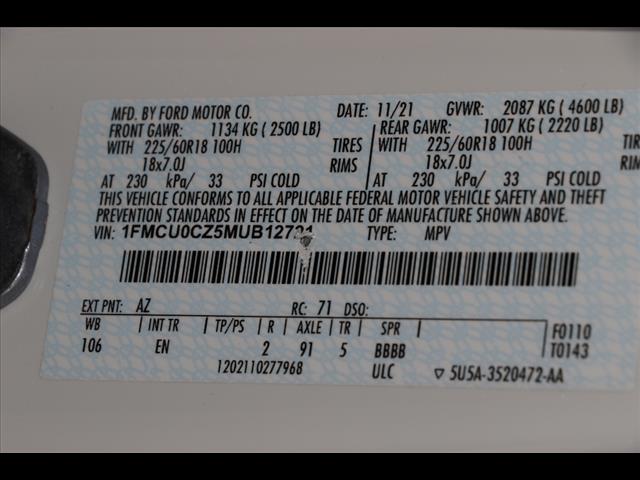 MFD. BY FORD MOTOR CO. DATE: 11/21 GVWR: 2087 KG ( 4600 LB)
FRONT GAWR: 1134 KG ( 2500 LB) REAR GAWR: 1007 KG ( 2220 LB)
WITH 225/60R18 100H TIRES WITH 225/60R18 100H TIRES
18x7.0J RIMS 18x7.0J RIMS
AT 230 kPa/ 33 PSI COLD AT 230 kPa/ 33 PSI COLD
THIS VEHICLE CONFORMS TO ALL APPLICABLE FEDERAL MOTOR VEHICLE SAFETY AND THEFT
PREVENTION STANDARDS IN EFFECT ON THE DATE OF MANUFACTURE SHOWN ABOVE.
VIN: 1FMCU0CZ5MUB12721 TYPE: MPV
EXT PNT: AZ RC: 71 DSO:
WB INT TR TP/PS R AXLE TR SPR F0110
106 EN 2 91 5 BBBB T0143
1202110277968 ULC ▽ 5U5A-3520472-AA